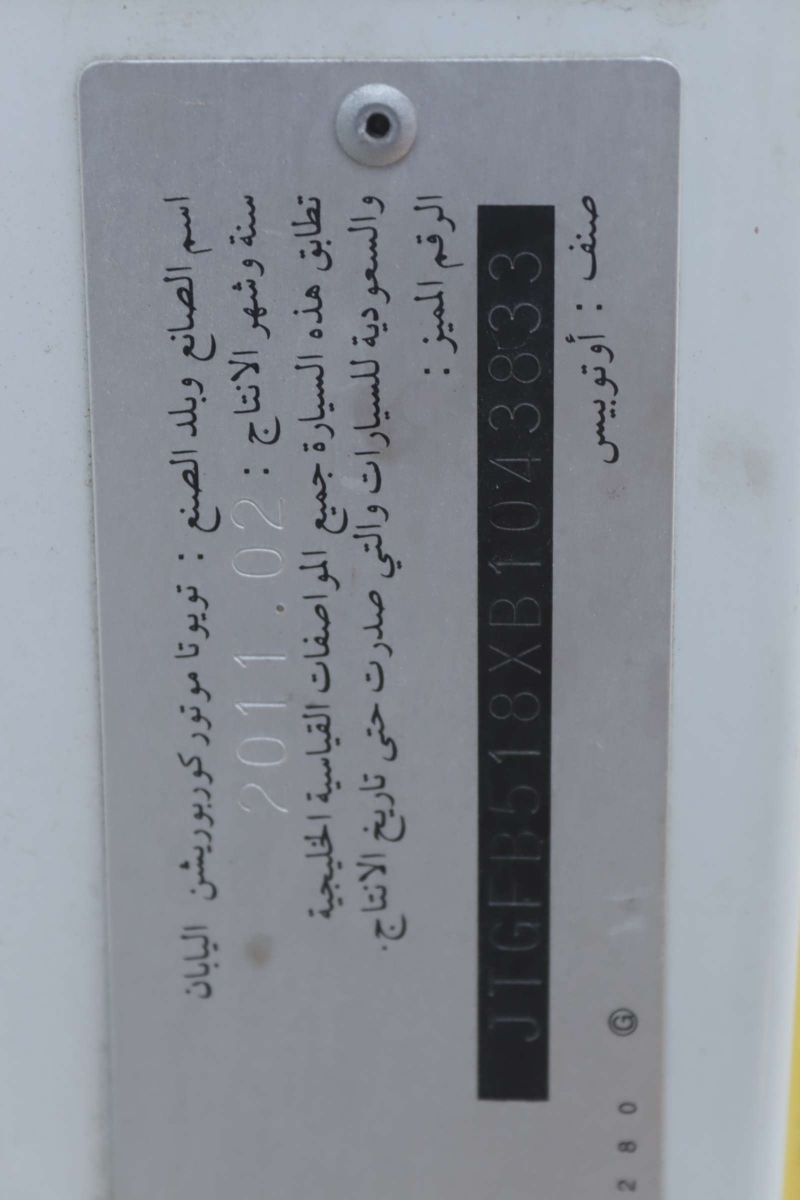 اسم الصانع وبلد الصنع : تويوتا موتور كوربوريشن اليابان
سنة وشهر الانتاج : 2011.02
تطابق هذه السيارة جميع المواصفات القياسية الخليجية
والسعودية للسيارات والتي صدرت حتى تاريخ الانتاج.
الرقم المميز :
JTGFB518XB1043833
صنف : أوتوبيس
280 Ⓖ